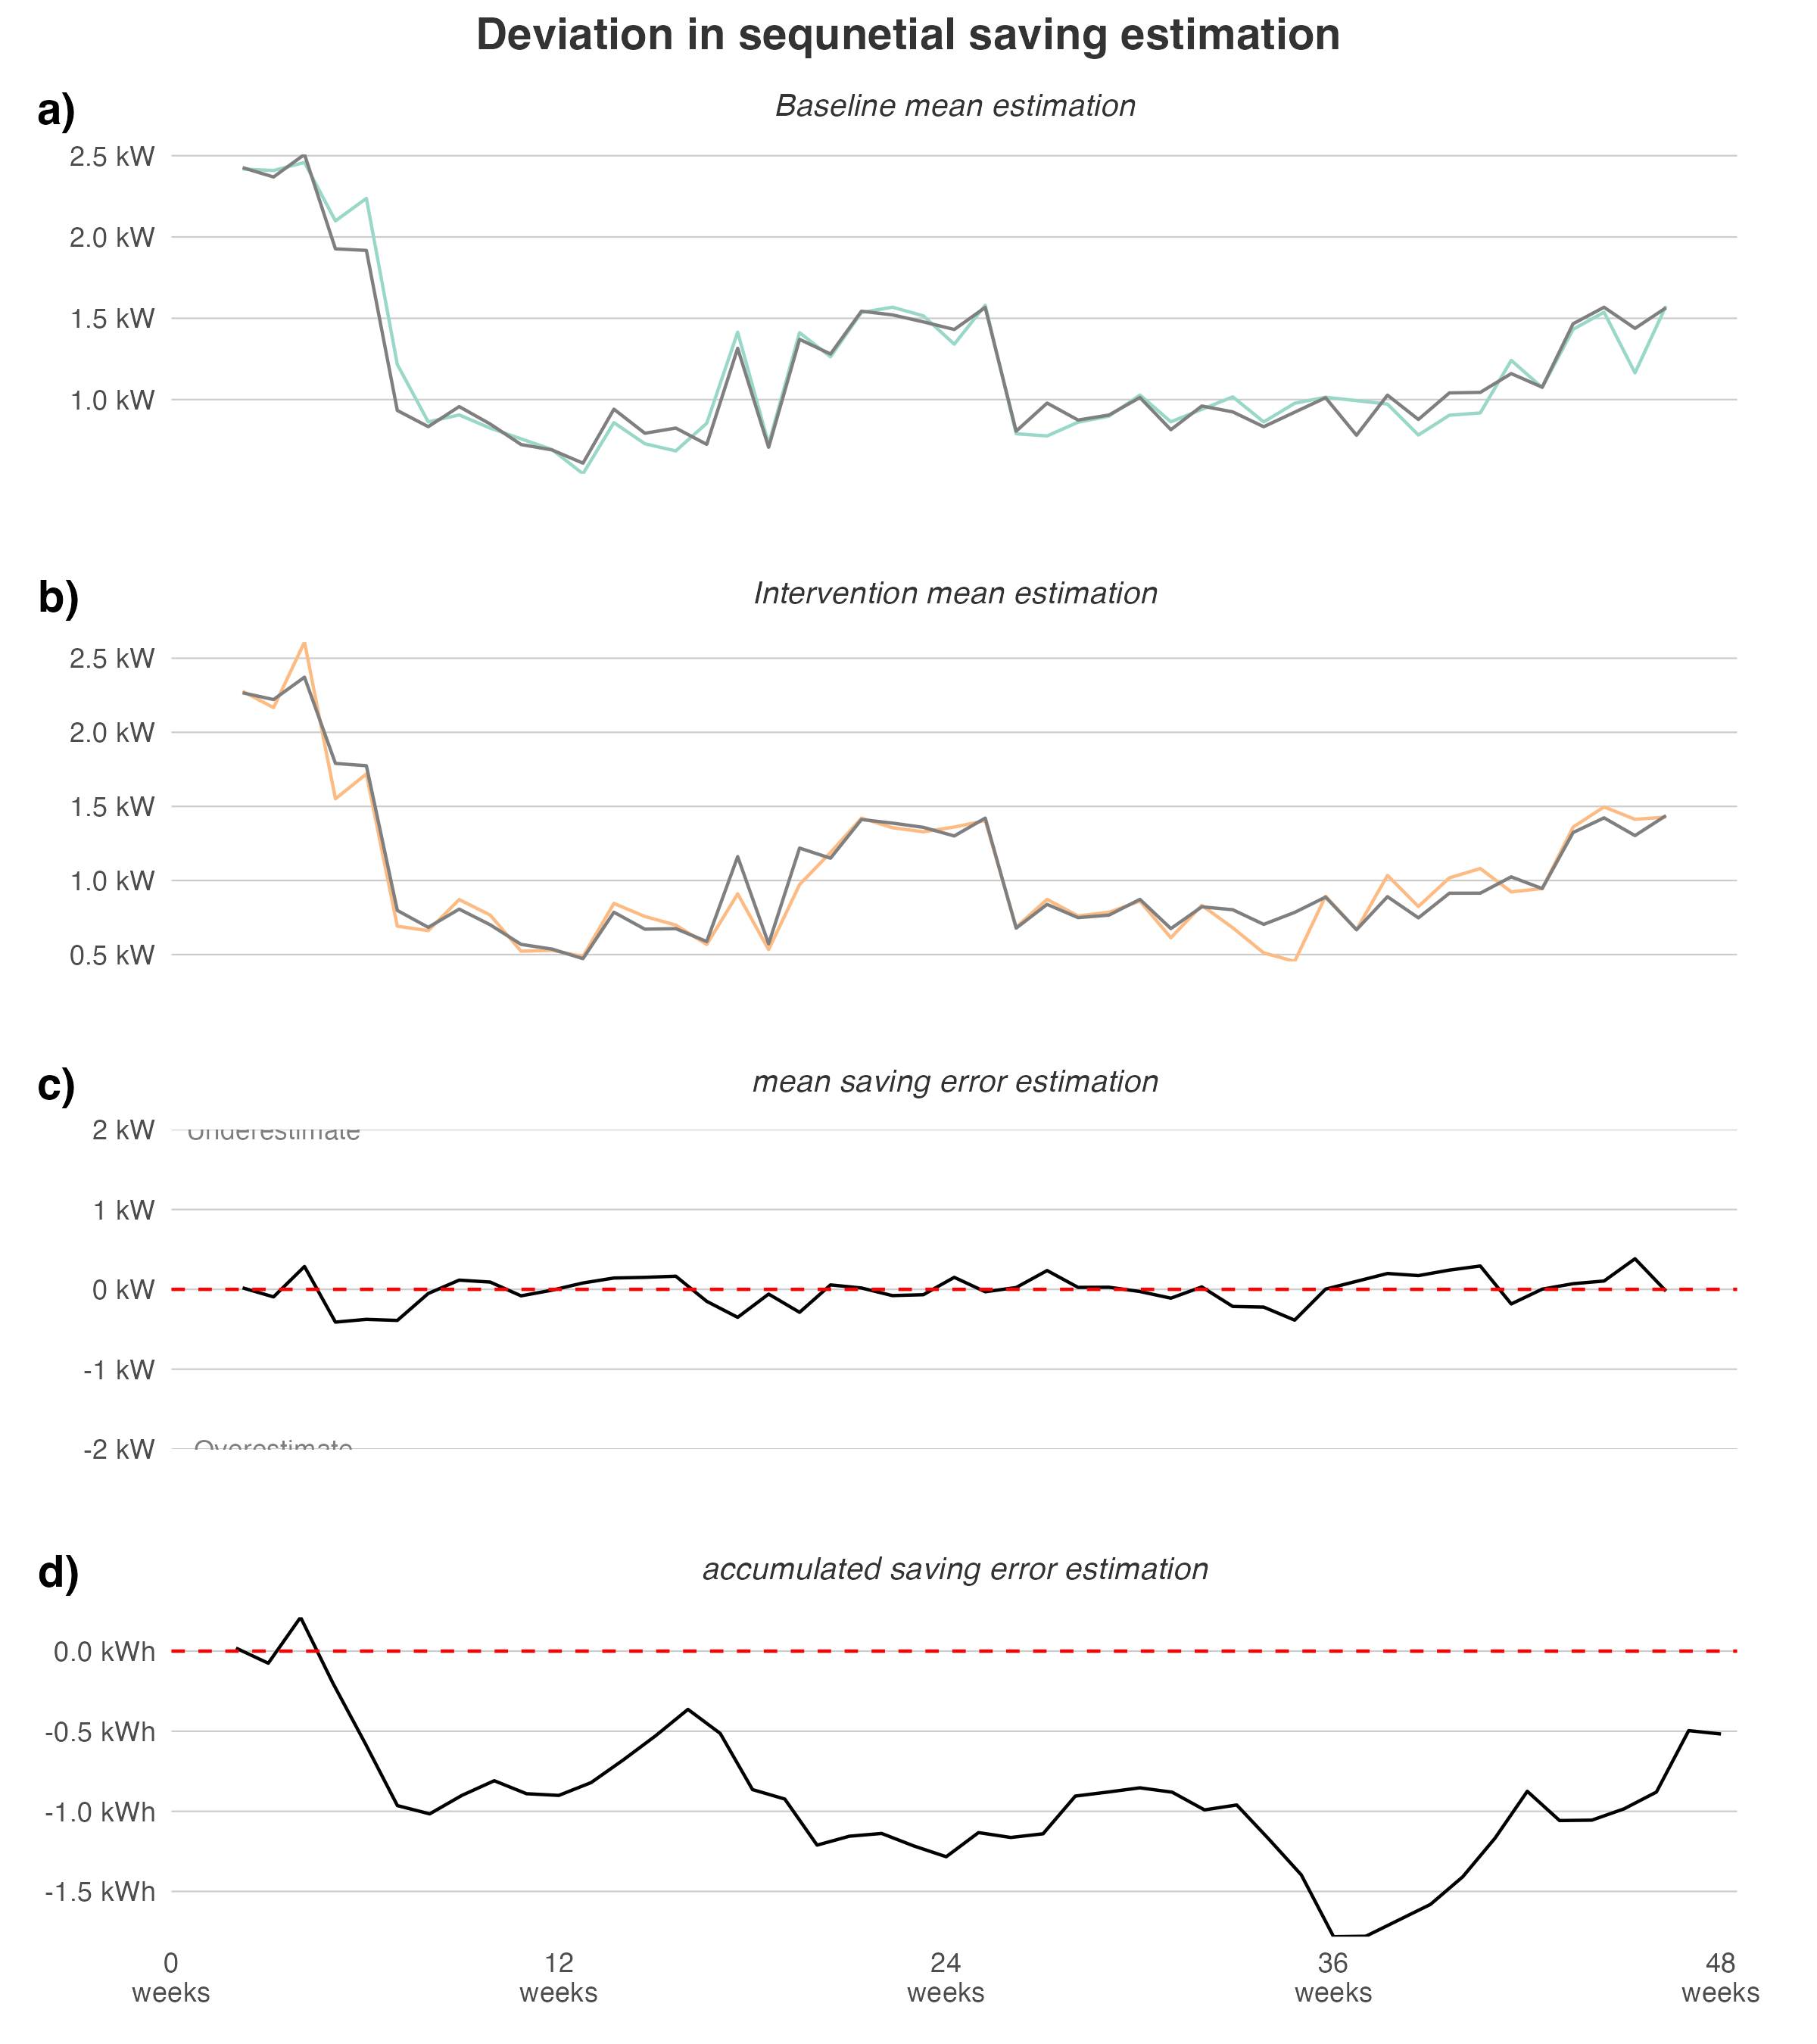 Deviation in sequnetial saving estimation
a)
Baseline mean estimation
2.5 kW
2.0 kW
1.5 kW
1.0 kW
b)
Intervention mean estimation
2.5 kW
2.0 kW
1.5 kW
1.0 kW
0.5 kW
c)
mean saving error estimation
2 kW
Underestimate
1 kW
0 kW
-1 kW
-2 kW
Overestimate
d)
accumulated saving error estimation
0.0 kWh
-0.5 kWh
-1.0 kWh
-1.5 kWh
0 12 24 36 48
weeks weeks weeks weeks weeks